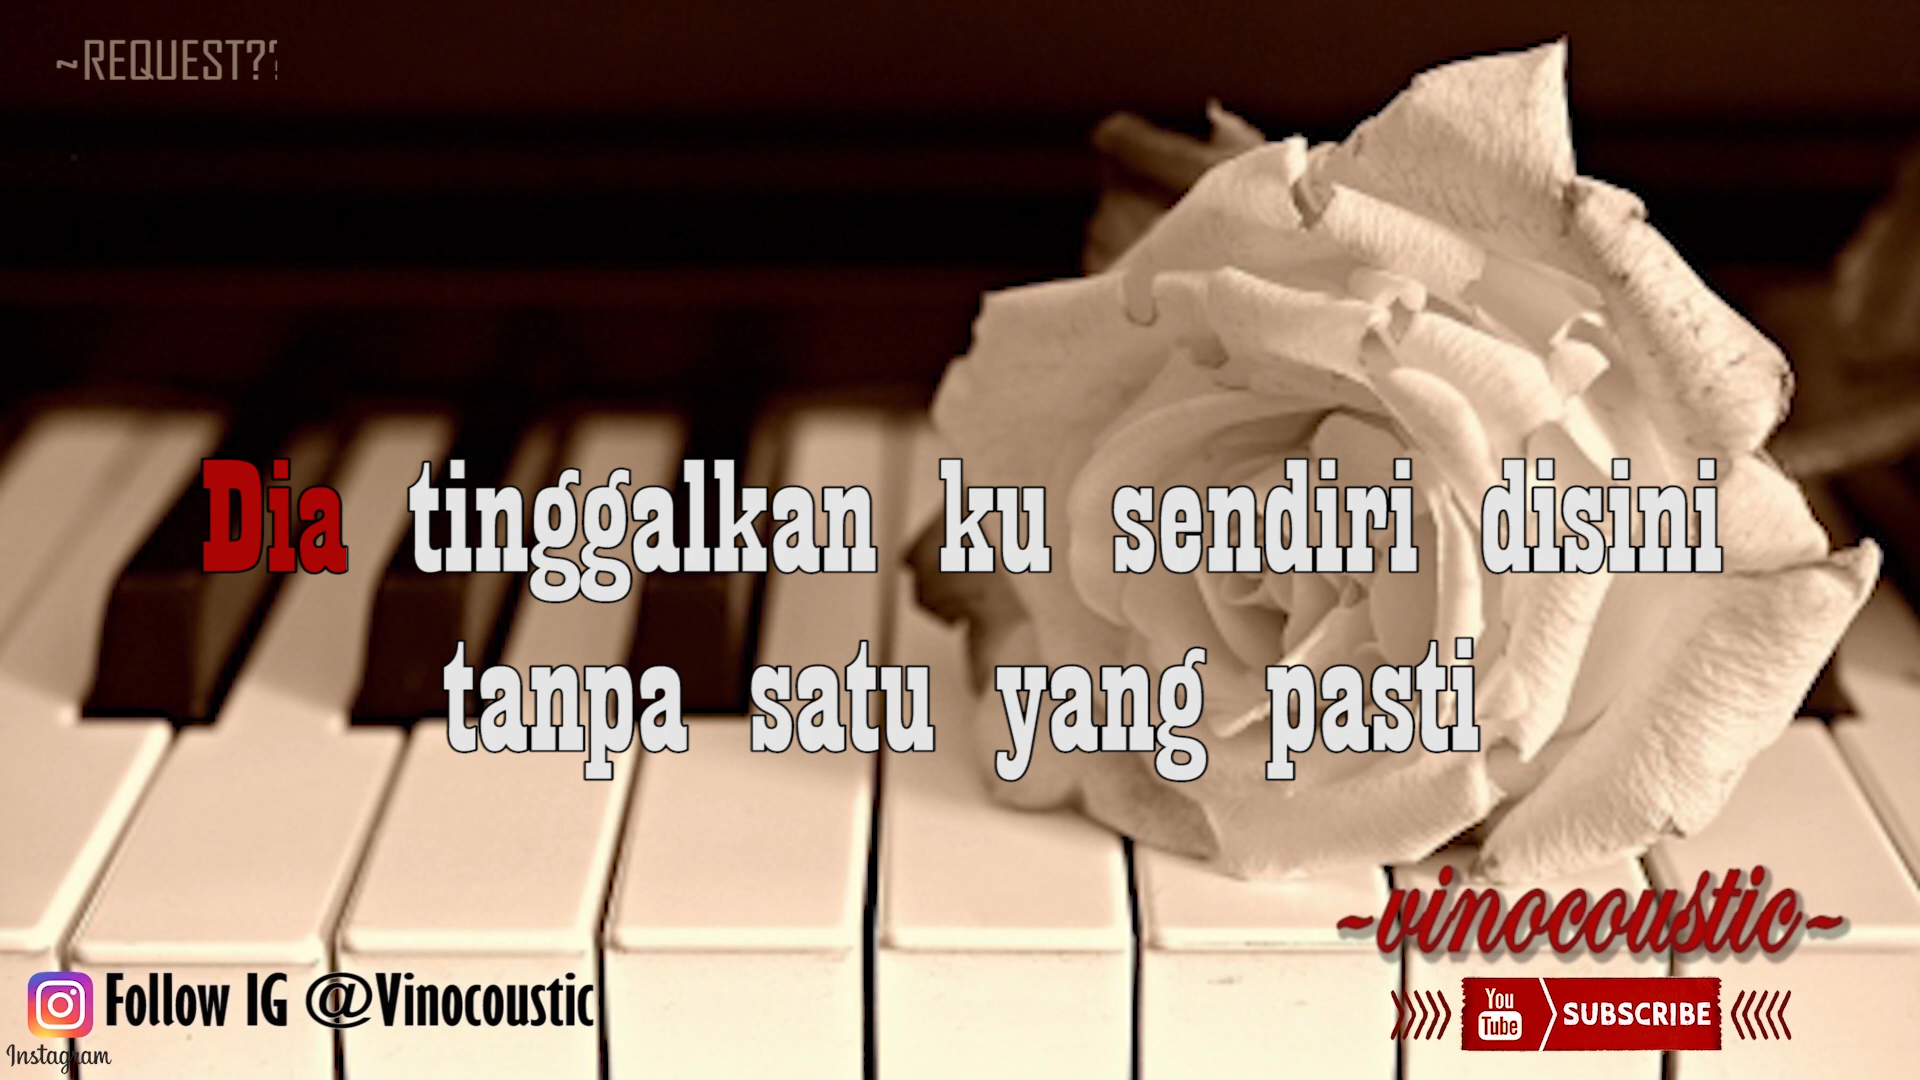 ~REQUEST??
Dia tinggalkan ku sendiri disini
tanpa satu yang pasti
~vinocoustic~
Follow IG @Vinocoustic
You Tube SUBSCRIBE
Instagram